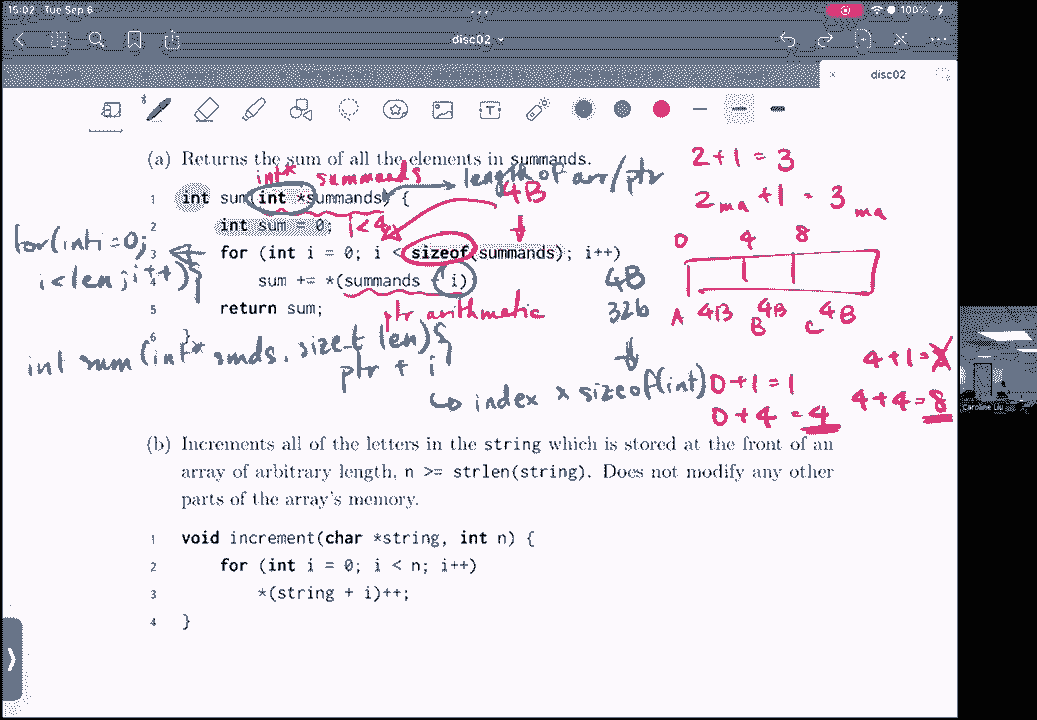 15:02 Tue Sep 6
100%
disc02
disc02
(a) Returns the sum of all the elements in summands.
int* summands
length of arr/ptr
1 int sum(int *summands) {
4B
2 int sum = 0;
1<4
3 for (int i = 0; i < sizeof(summands); i++)
for(int i=0;
i<len; i++){
4 sum += *(summands + i)
5 return sum;
ptr arithmetic
6 }
int sum (int* smds, size_t len){
ptr + i
4B
32b
↳ index x sizeof(int)
2+1 = 3
2ma +1 = 3ma
0 4 8
A 4B 4B 4B
B C
0+1=1
0+4=4
4+1=
4+4=8
Caroline Liu
(b) Increments all of the letters in the string which is stored at the front of an
array of arbitrary length, n >= strlen(string). Does not modify any other
parts of the array's memory.
1 void increment(char *string, int n) {
2 for (int i = 0; i < n; i++)
3 *(string + i)++;
4 }